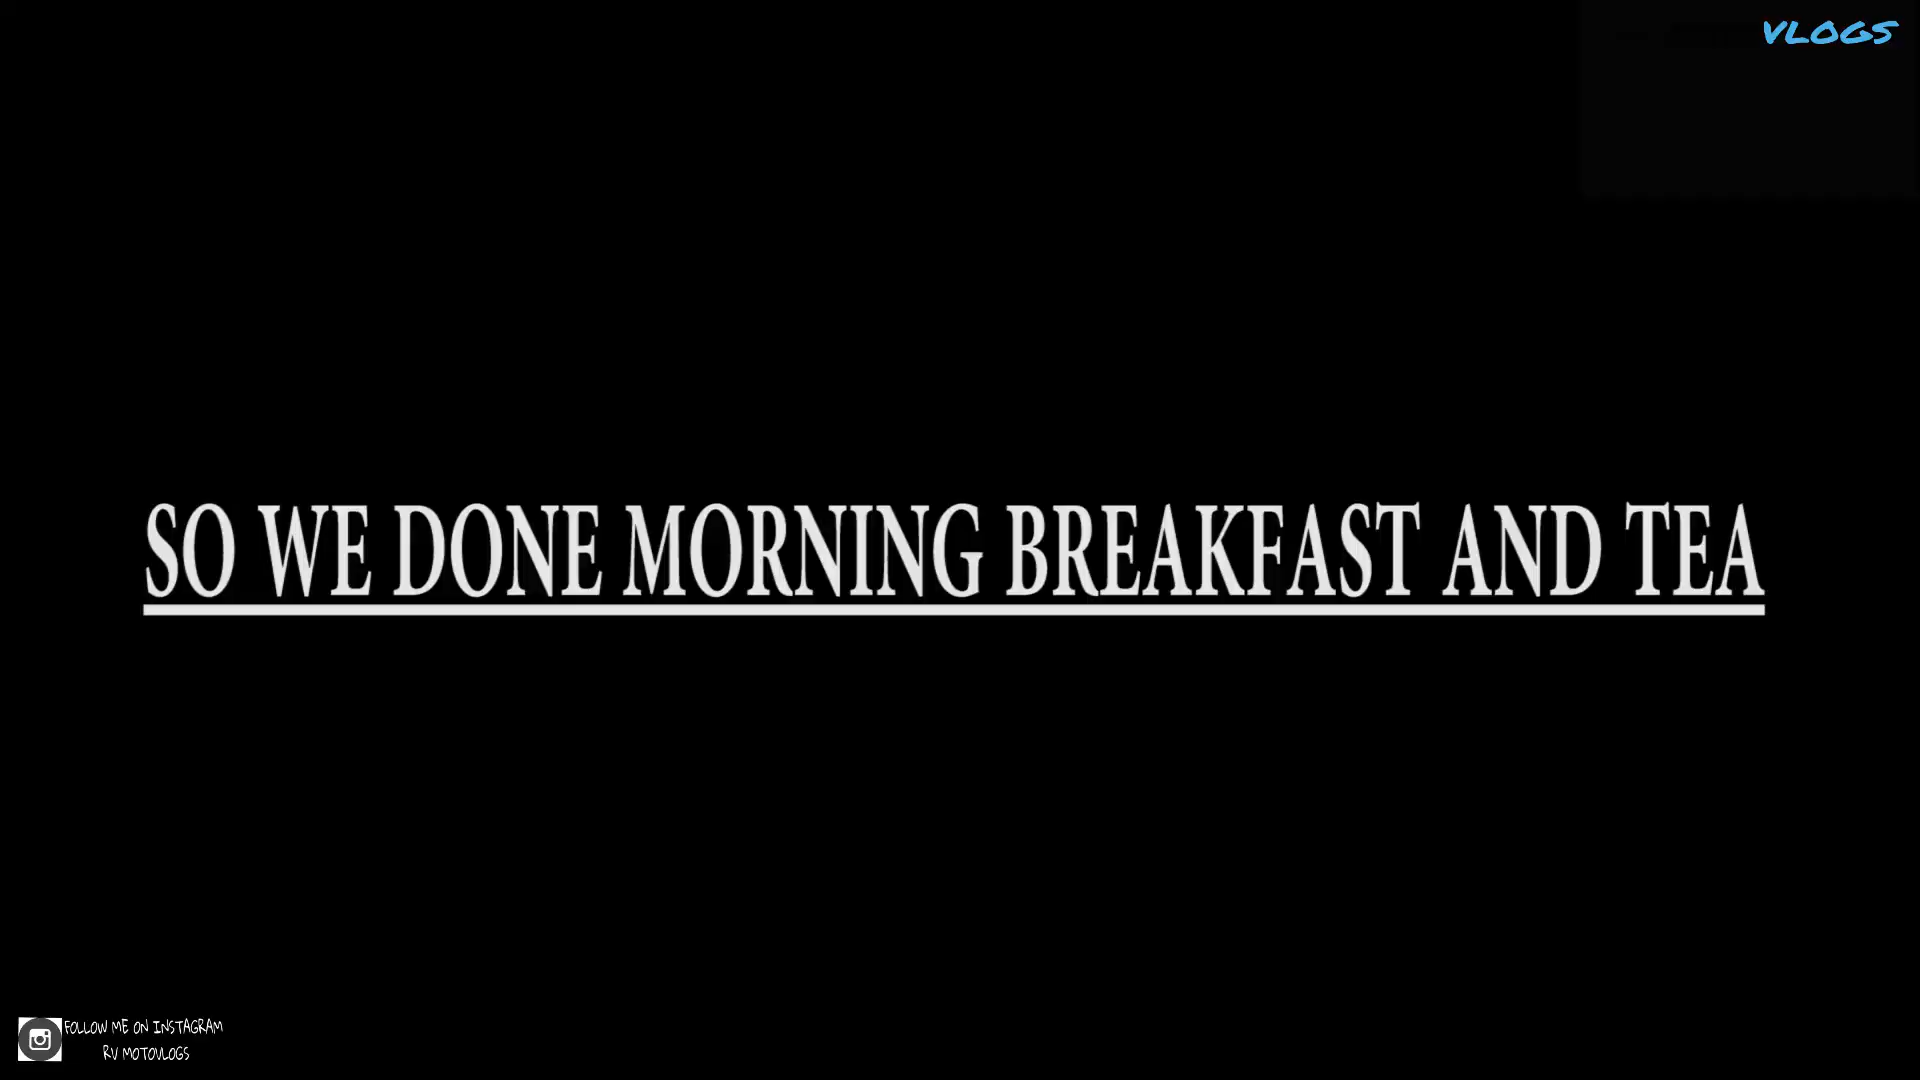 VLOGS
SO WE DONE MORNING BREAKFAST AND TEA
FOLLOW ME ON INSTAGRAM
RV MOTOVLOGS